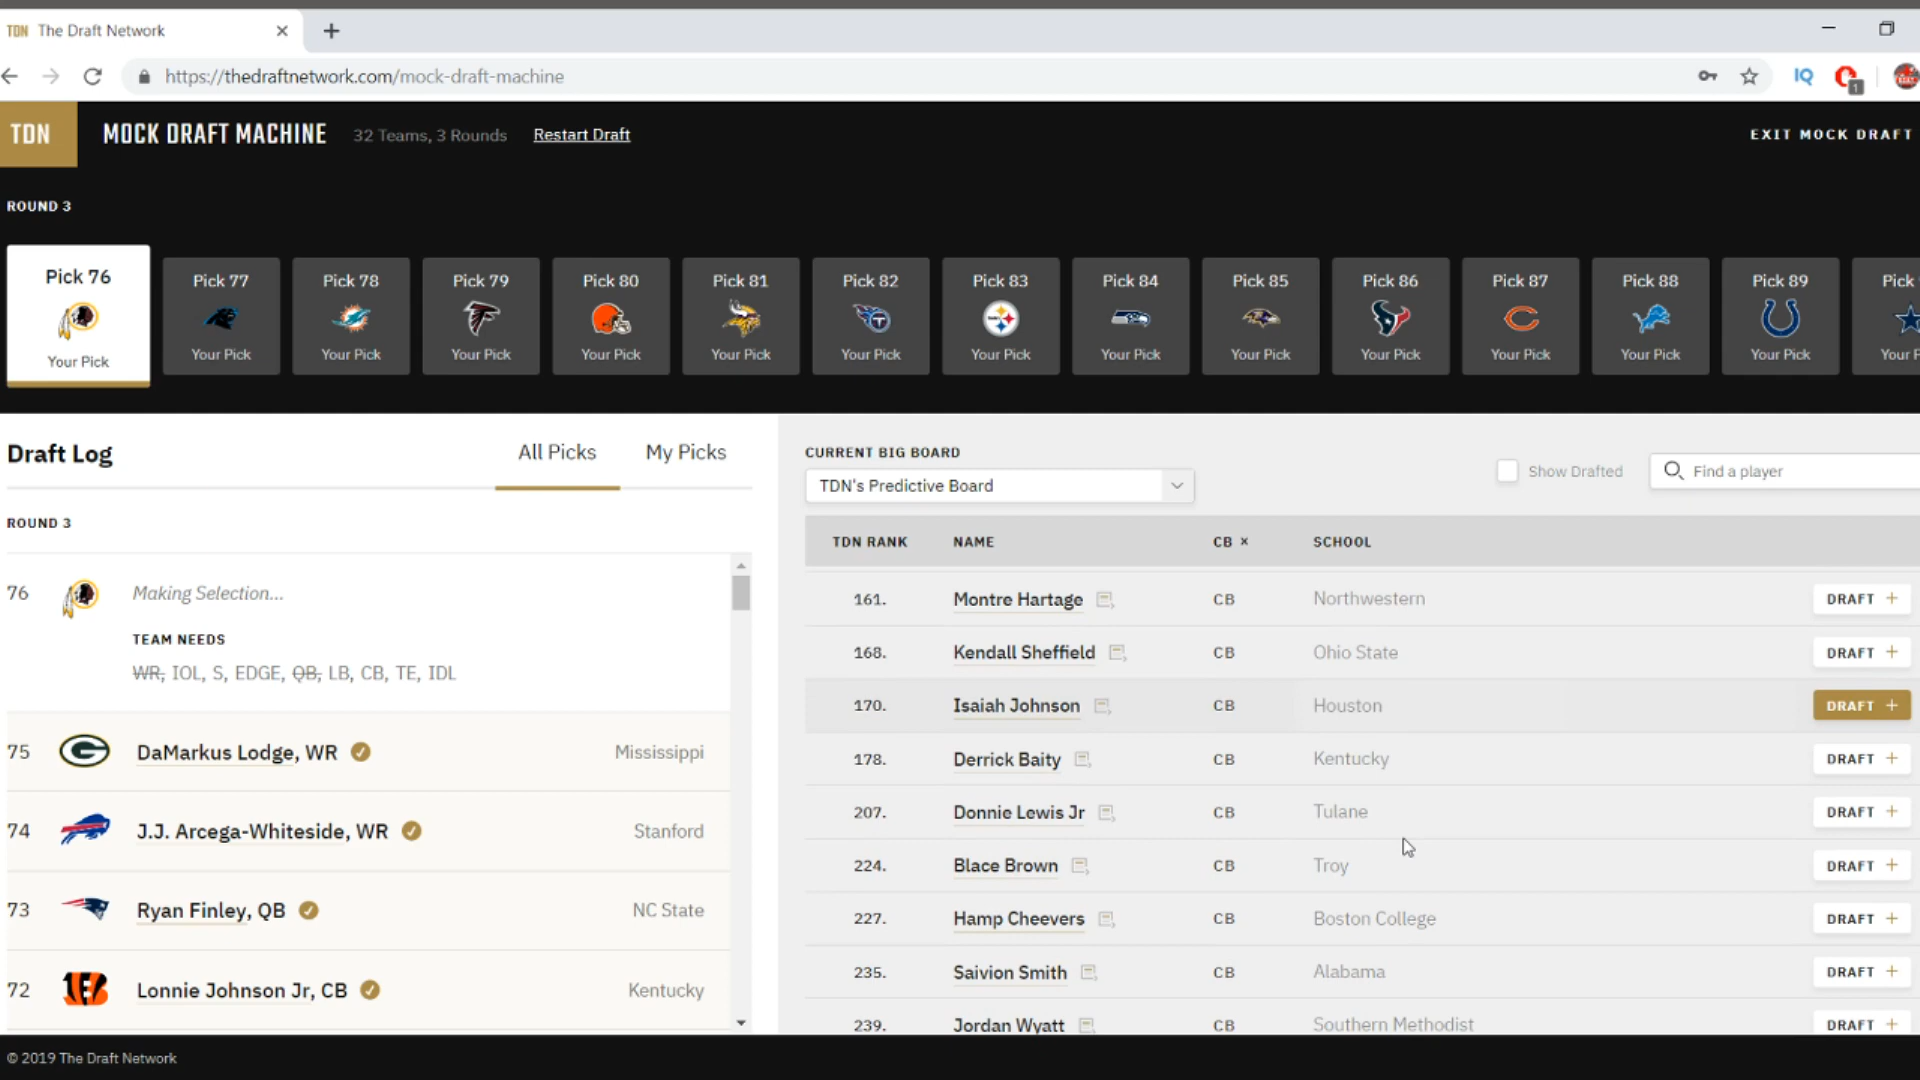 TDN The Draft Network
https://thedraftnetwork.com/mock-draft-machine
IQ
1
TDN
MOCK DRAFT MACHINE
32 Teams, 3 Rounds
Restart Draft
EXIT MOCK DRAFT
ROUND 3
Pick 76
Your Pick
Pick 77
Your Pick
Pick 78
Your Pick
Pick 79
Your Pick
Pick 80
Your Pick
Pick 81
Your Pick
Pick 82
Your Pick
Pick 83
Your Pick
Pick 84
Your Pick
Pick 85
Your Pick
Pick 86
Your Pick
Pick 87
Your Pick
Pick 88
Your Pick
Pick 89
Your Pick
Pick
Your P
Draft Log
All Picks
My Picks
ROUND 3
76
Making Selection...
TEAM NEEDS
WR, IOL, S, EDGE, QB, LB, CB, TE, IDL
75 DaMarkus Lodge, WR Mississippi
74 J.J. Arcega-Whiteside, WR Stanford
73 Ryan Finley, QB NC State
72 Lonnie Johnson Jr, CB Kentucky
CURRENT BIG BOARD
TDN's Predictive Board
Show Drafted
Find a player
TDN RANK NAME CB × SCHOOL
161. Montre Hartage CB Northwestern DRAFT +
168. Kendall Sheffield CB Ohio State DRAFT +
170. Isaiah Johnson CB Houston DRAFT +
178. Derrick Baity CB Kentucky DRAFT +
207. Donnie Lewis Jr CB Tulane DRAFT +
224. Blace Brown CB Troy DRAFT +
227. Hamp Cheevers CB Boston College DRAFT +
235. Saivion Smith CB Alabama DRAFT +
239. Jordan Wyatt CB Southern Methodist DRAFT +
© 2019 The Draft Network